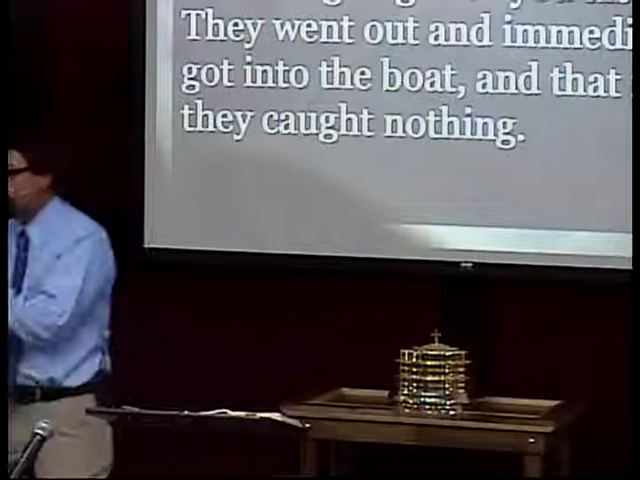 They went out and
got into the boat, and that
they caught nothing.